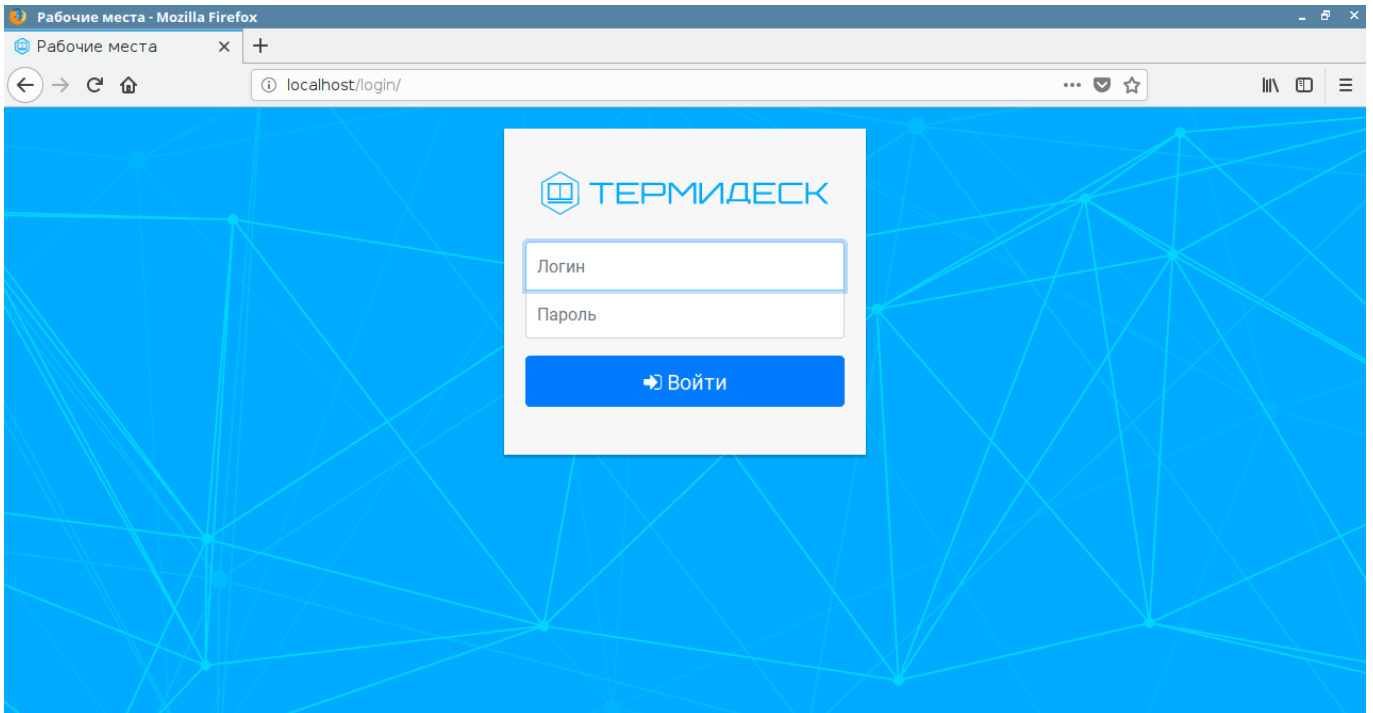 Рабочие места - Mozilla Firefox
Рабочие места
localhost/login/
ТЕРМИДЕСК
Логин
Пароль
Войти